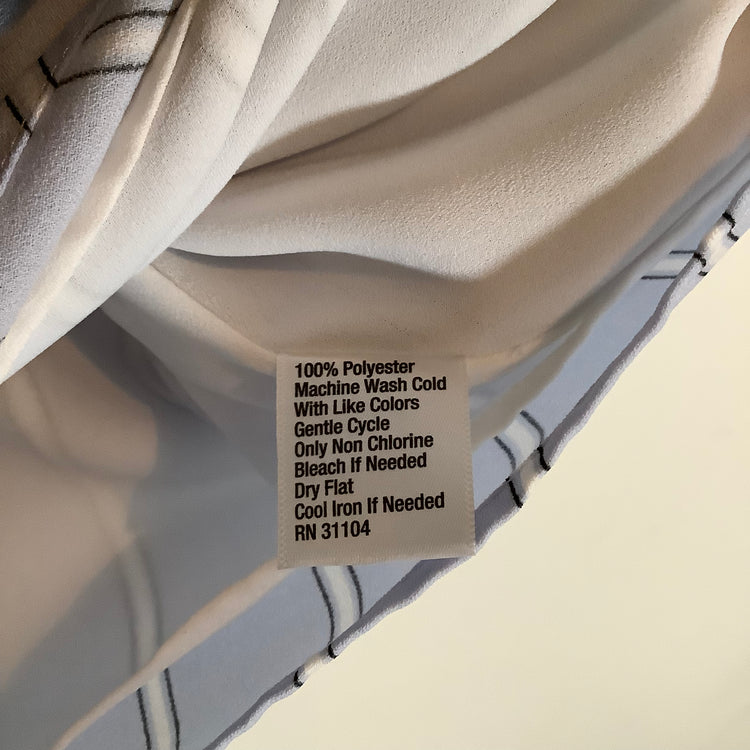 100% Polyester
Machine Wash Cold
With Like Colors
Gentle Cycle
Only Non Chlorine
Bleach If Needed
Dry Flat
Cool Iron If Needed
RN 31104